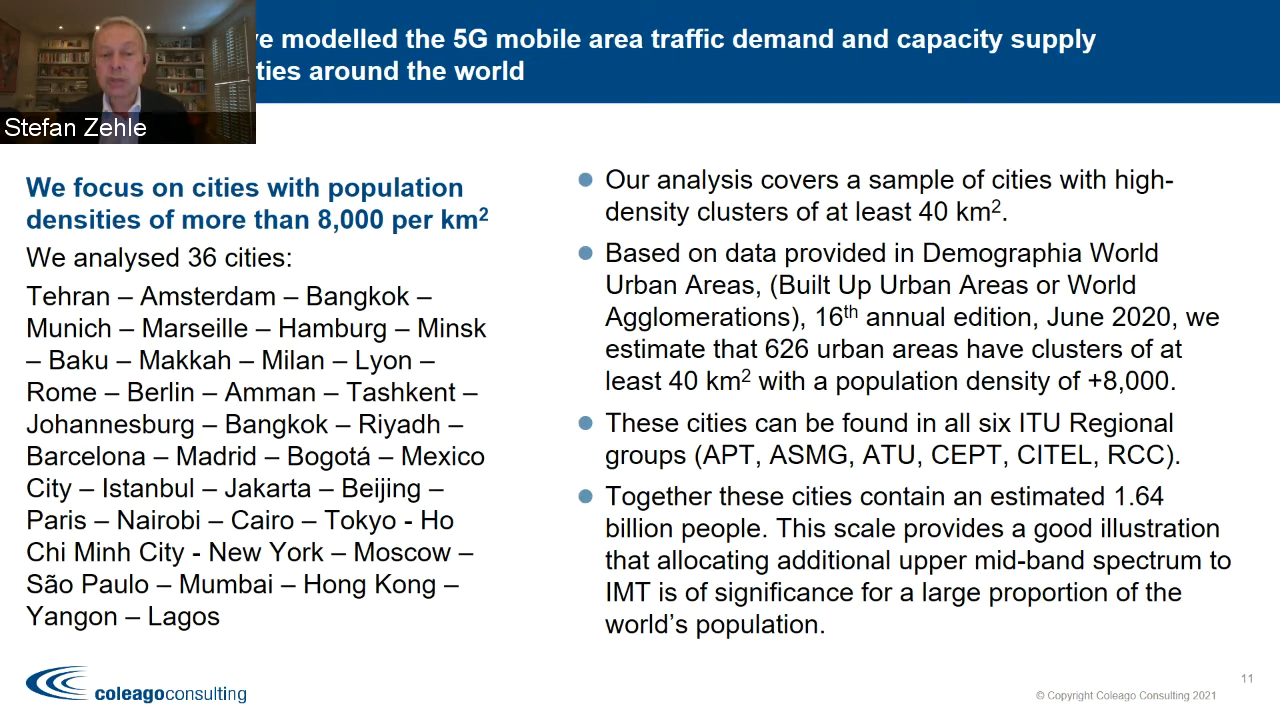 ve modelled the 5G mobile area traffic demand and capacity supply
ties around the world
Stefan Zehle
We focus on cities with population
densities of more than 8,000 per km²
We analysed 36 cities:
Tehran – Amsterdam – Bangkok –
Munich – Marseille – Hamburg – Minsk
– Baku – Makkah – Milan – Lyon –
Rome – Berlin – Amman – Tashkent –
Johannesburg – Bangkok – Riyadh –
Barcelona – Madrid – Bogotá – Mexico
City – Istanbul – Jakarta – Beijing –
Paris – Nairobi – Cairo – Tokyo - Ho
Chi Minh City - New York – Moscow –
São Paulo – Mumbai – Hong Kong –
Yangon – Lagos
Our analysis covers a sample of cities with high-
density clusters of at least 40 km².
Based on data provided in Demographia World
Urban Areas, (Built Up Urban Areas or World
Agglomerations), 16th annual edition, June 2020, we
estimate that 626 urban areas have clusters of at
least 40 km² with a population density of +8,000.
These cities can be found in all six ITU Regional
groups (APT, ASMG, ATU, CEPT, CITEL, RCC).
Together these cities contain an estimated 1.64
billion people. This scale provides a good illustration
that allocating additional upper mid-band spectrum to
IMT is of significance for a large proportion of the
world's population.
coleagoconsulting
11
© Copyright Coleago Consulting 2021